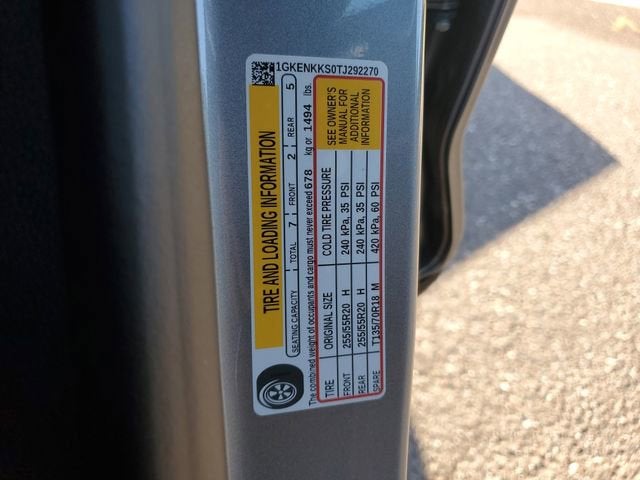 1GKENKKS0TJ292270
TIRE AND LOADING INFORMATION
SEATING CAPACITY TOTAL 7 FRONT 2 REAR 5
The combined weight of occupants and cargo must never exceed 678 kg or 1494 lbs.
TIRE ORIGINAL SIZE COLD TIRE PRESSURE
FRONT 255/55R20 H 240 kPa, 35 PSI
REAR 255/55R20 H 240 kPa, 35 PSI
SPARE T135/70R18 M 420 kPa, 60 PSI
SEE OWNER'S
MANUAL FOR
ADDITIONAL
INFORMATION